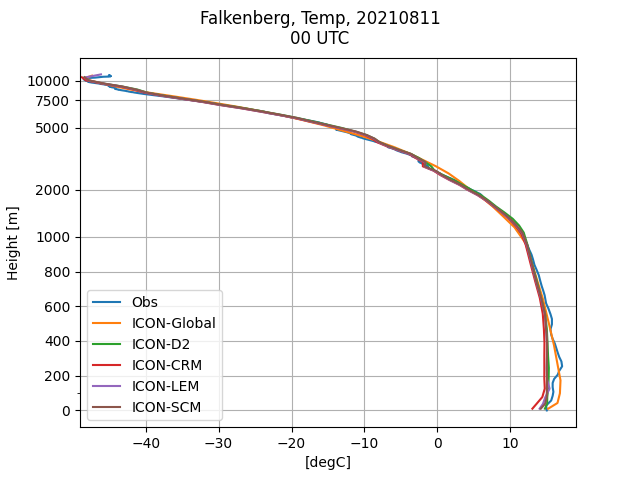 Falkenberg, Temp, 20210811
00 UTC
Height [m]
10000
7500
5000
2000
1000
800
600
400
200
0
Obs
ICON-Global
ICON-D2
ICON-CRM
ICON-LEM
ICON-SCM
−40
−30
−20
−10
0
10
[degC]